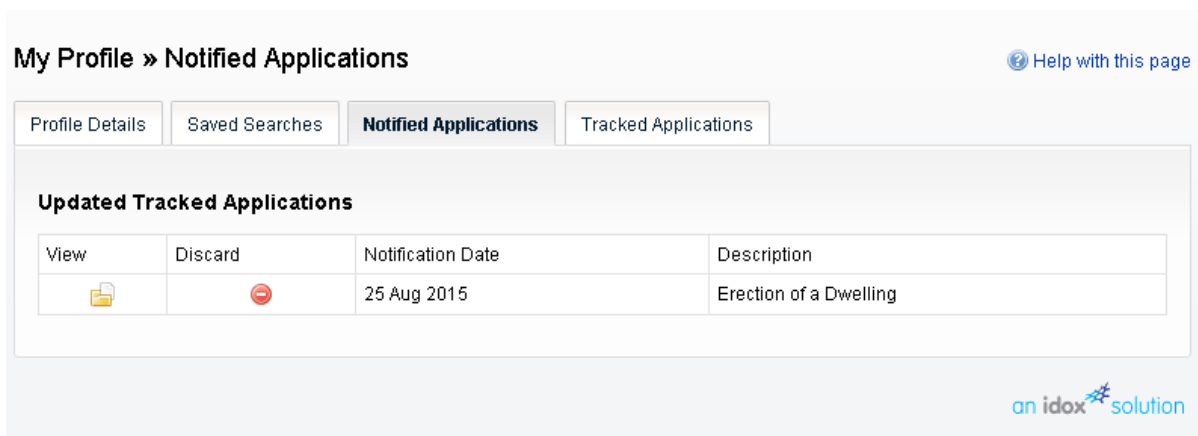 My Profile » Notified Applications
Help with this page
Profile Details Saved Searches Notified Applications Tracked Applications
Updated Tracked Applications
View Discard Notification Date Description
25 Aug 2015 Erection of a Dwelling
an idox solution